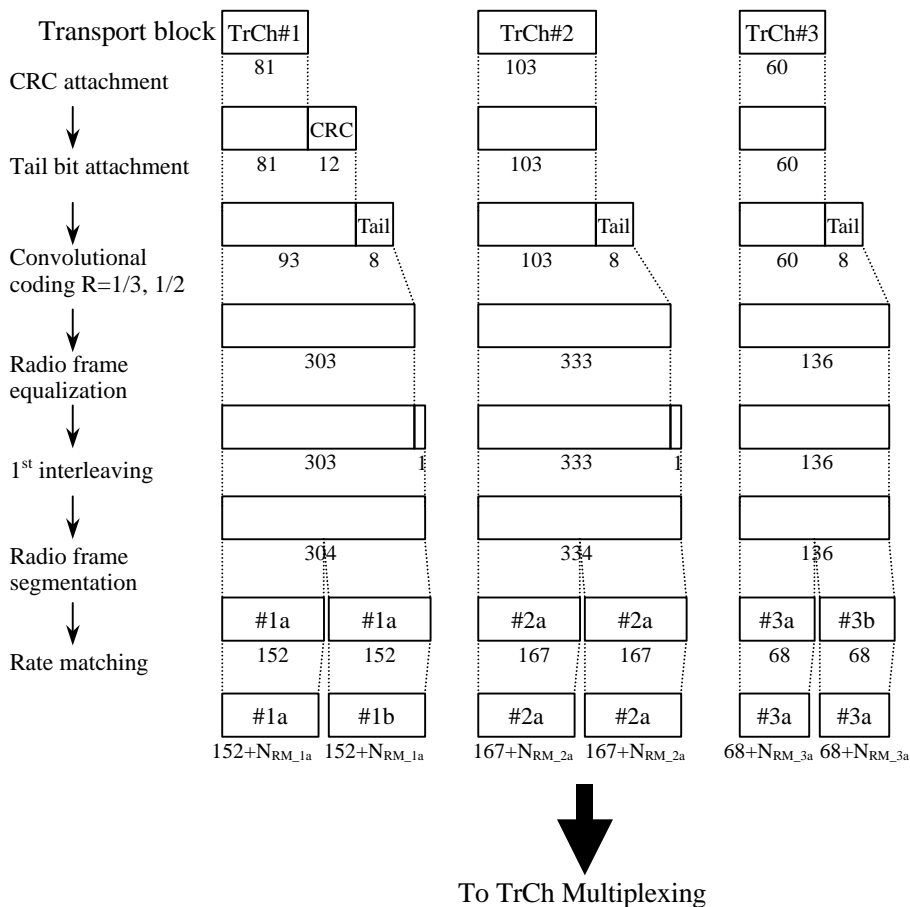 Transport block TrCh#1 TrCh#2 TrCh#3
81 103 60
CRC attachment
CRC
Tail bit attachment 81 12 103 60
Tail Tail Tail
Convolutional
coding R=1/3, 1/2
93 8 103 8 60 8
303 333 136
Radio frame
equalization
303 1 333 1 136
1st interleaving
304 334 136
Radio frame
segmentation
#1a #1a #2a #2a #3a #3b
152 152 167 167 68 68
Rate matching
#1a #1b #2a #2a #3a #3a
152+NRM_1a 152+NRM_1a 167+NRM_2a 167+NRM_2a 68+NRM_3a 68+NRM_3a
To TrCh Multiplexing